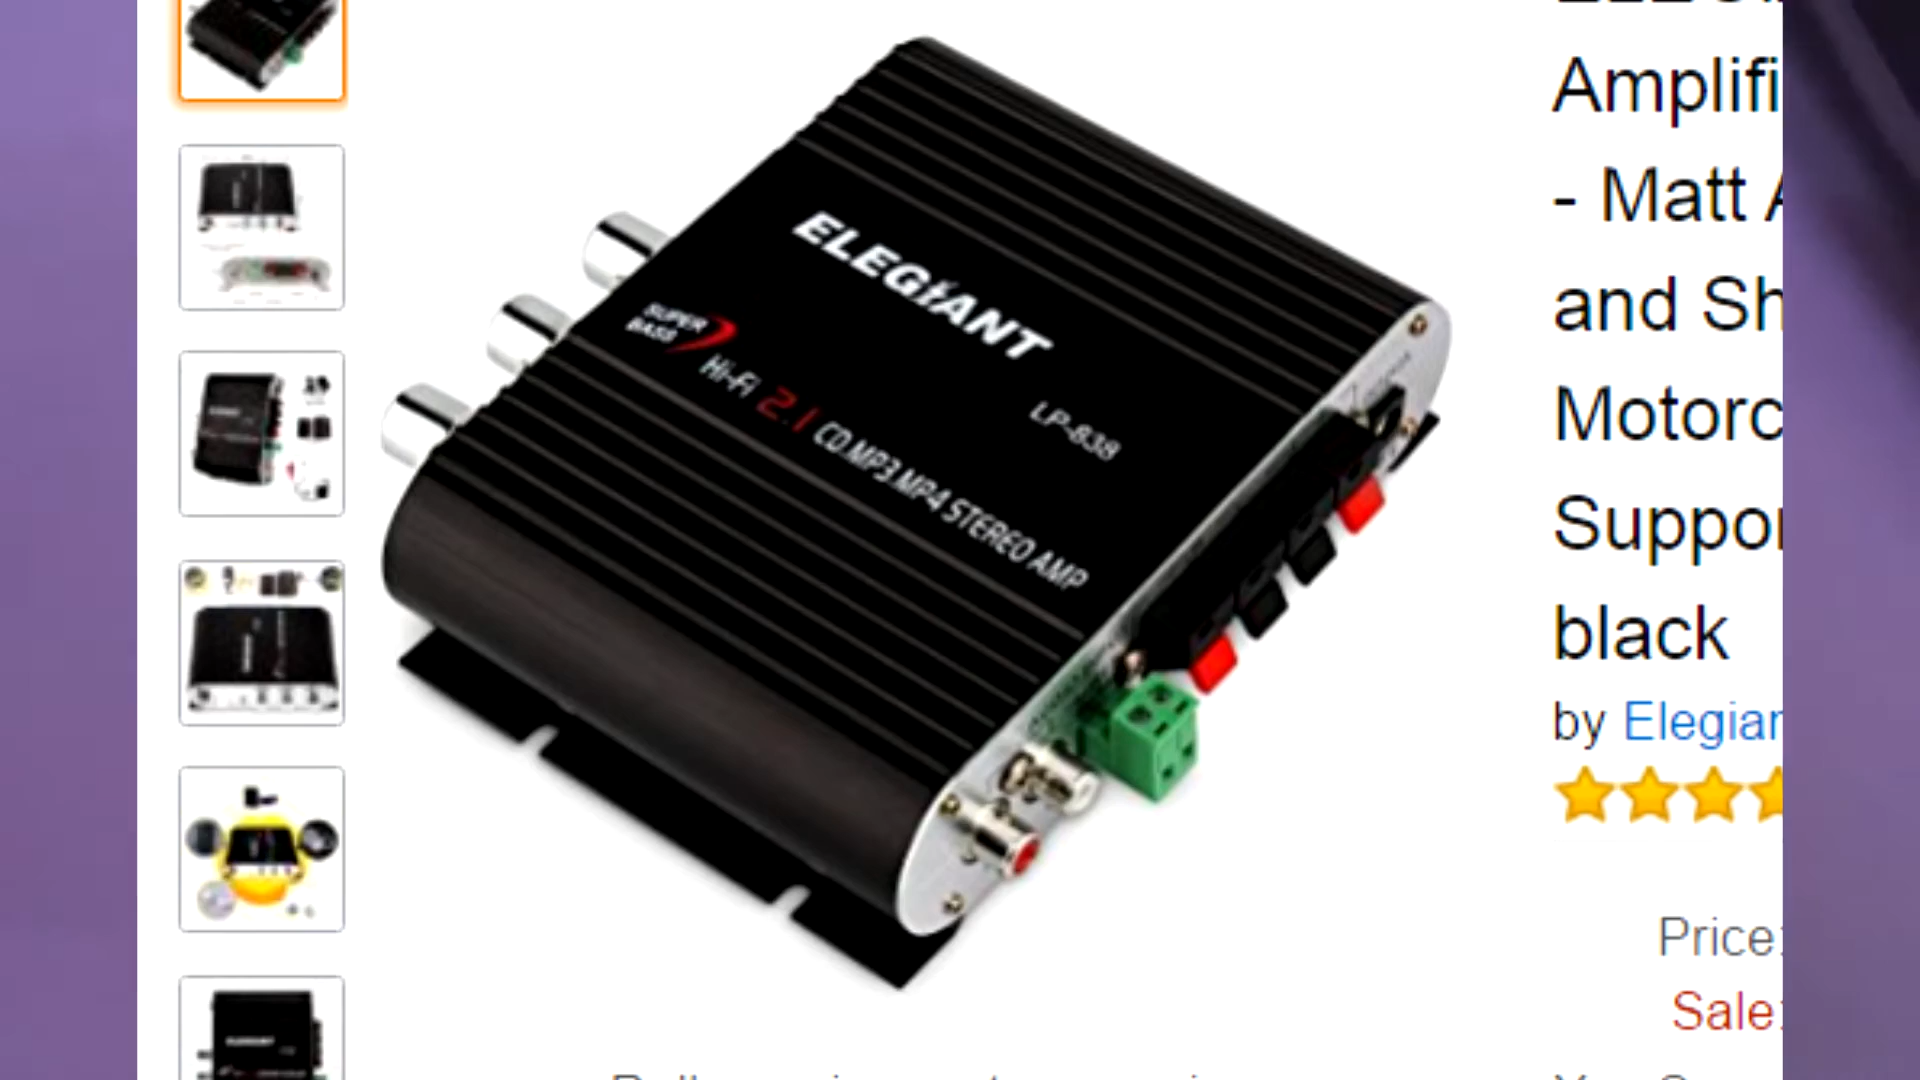 ELEGIANT
SUPER
BASS
Hi-Fi 2.1 CD.MP3.MP4 STEREO AMP
LP-838
Amplifi
- Matt
and Sh
Motorc
Suppor
black
by Elegian
Price:
Sale: